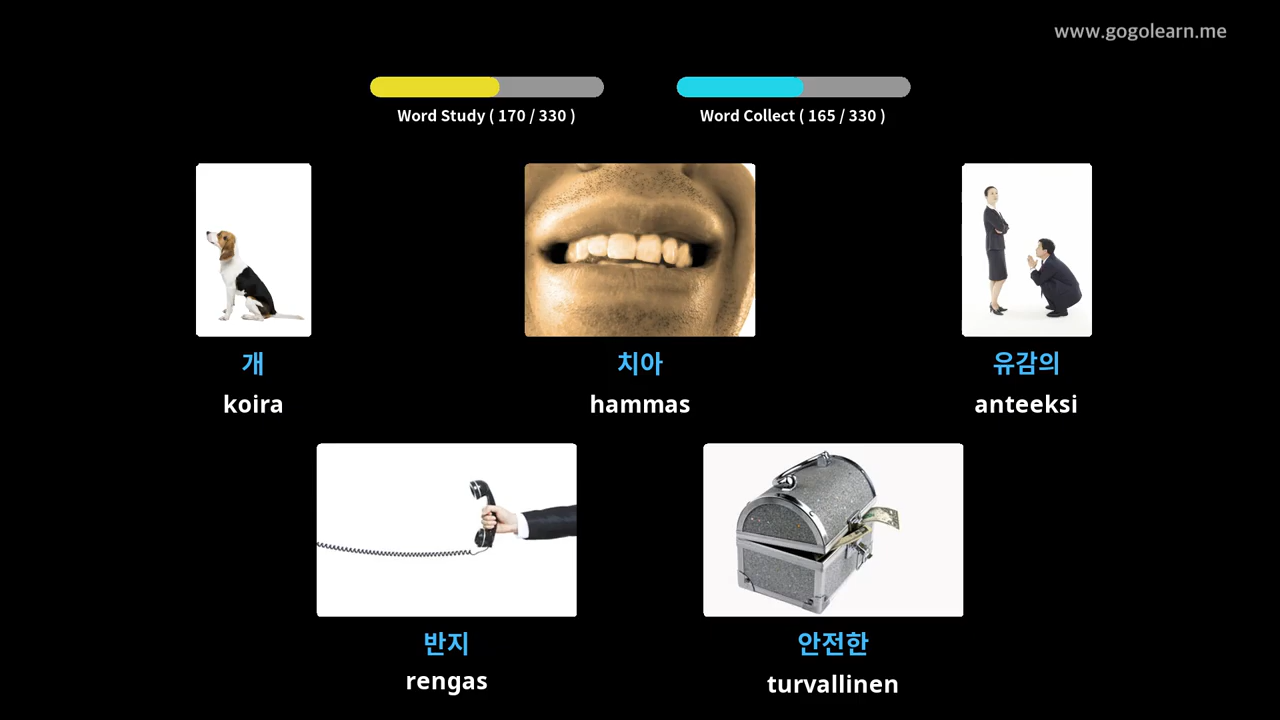 www.gogolearn.me
Word Study ( 170 / 330 )
Word Collect ( 165 / 330 )
개
치아
유감의
koira
hammas
anteeksi
반지
안전한
rengas
turvallinen